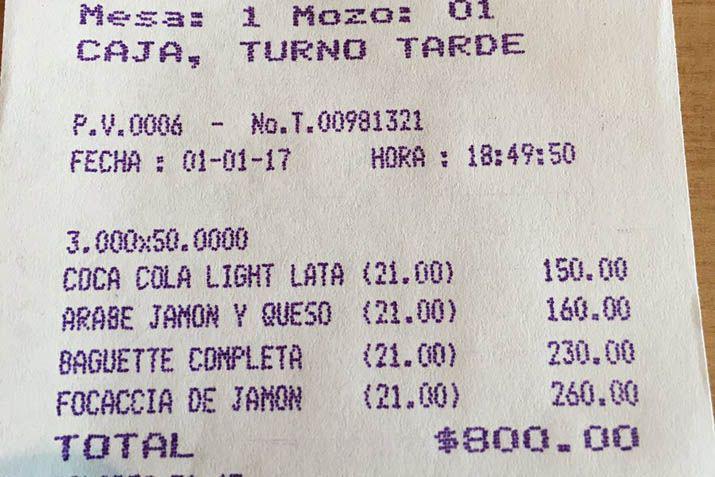 Mesa: 1 Mozo: 01
CAJA, TURNO TARDE
P.V.0006 - No.T.00981321
FECHA : 01-01-17 HORA : 18:49:50
3.000x50.0000
COCA COLA LIGHT LATA (21.00) 150.00
ARABE JAMON Y QUESO (21.00) 160.00
BAGUETTE COMPLETA (21.00) 230.00
FOCACCIA DE JAMON (21.00) 260.00
TOTAL $800.00